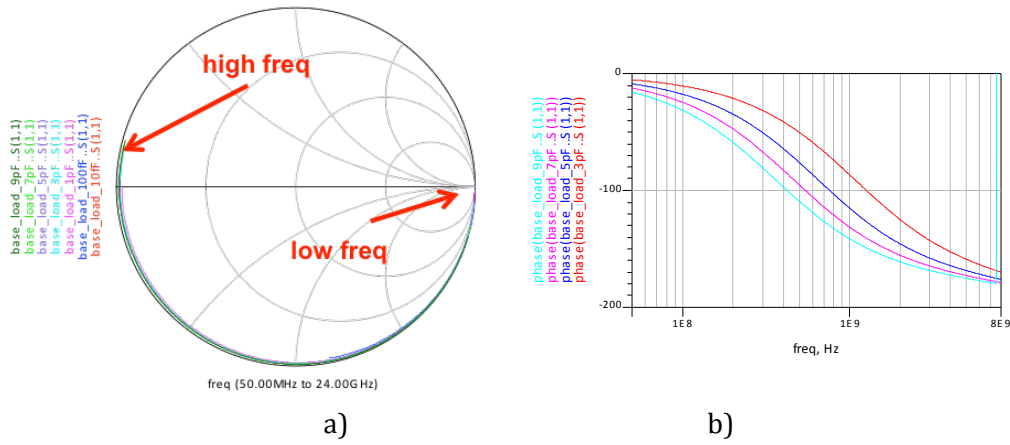 high freq
low freq
base_load_9pF..S(1,1)
base_load_7pF..S(1,1)
base_load_5pF..S(1,1)
base_load_3pF..S(1,1)
base_load_1pF..S(1,1)
base_load_100fF..S(1,1)
base_load_10fF..S(1,1)
freq (50.00MHz to 24.00GHz)
a)
phase(base_load_9pF..S(1,1))
phase(base_load_7pF..S(1,1))
phase(base_load_5pF..S(1,1))
phase(base_load_3pF..S(1,1))
0
-100
-200
1E8
1E9
8E9
freq, Hz
b)